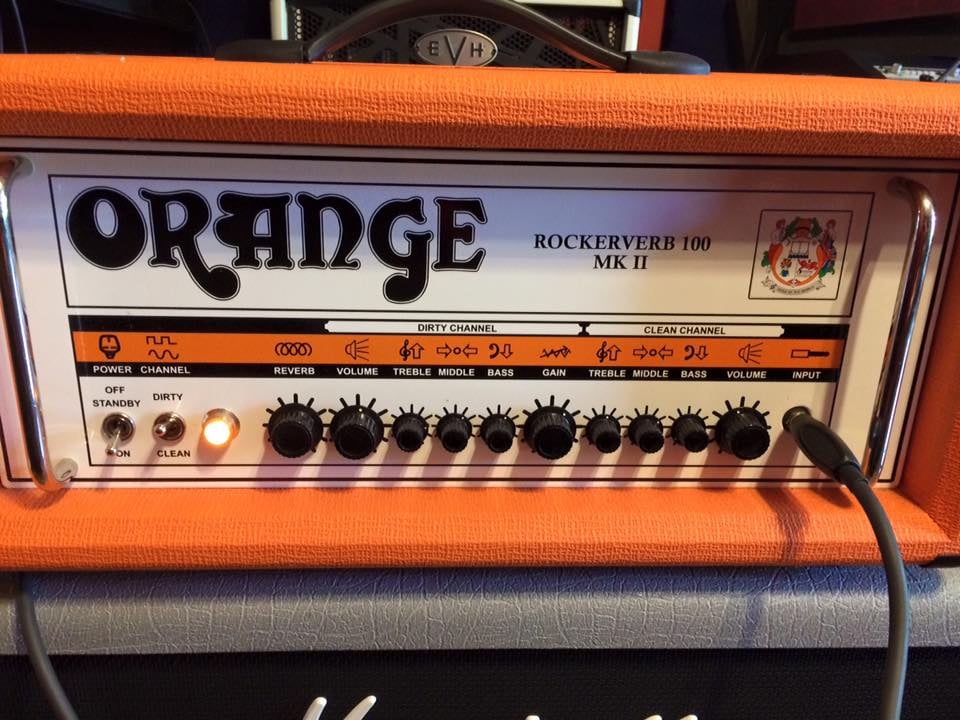 EVH
ORANGE
ROCKERVERB 100
MK II
DIRTY CHANNEL
CLEAN CHANNEL
POWER CHANNEL REVERB VOLUME TREBLE MIDDLE BASS GAIN TREBLE MIDDLE BASS VOLUME INPUT
OFF
STANDBY
ON
DIRTY
CLEAN